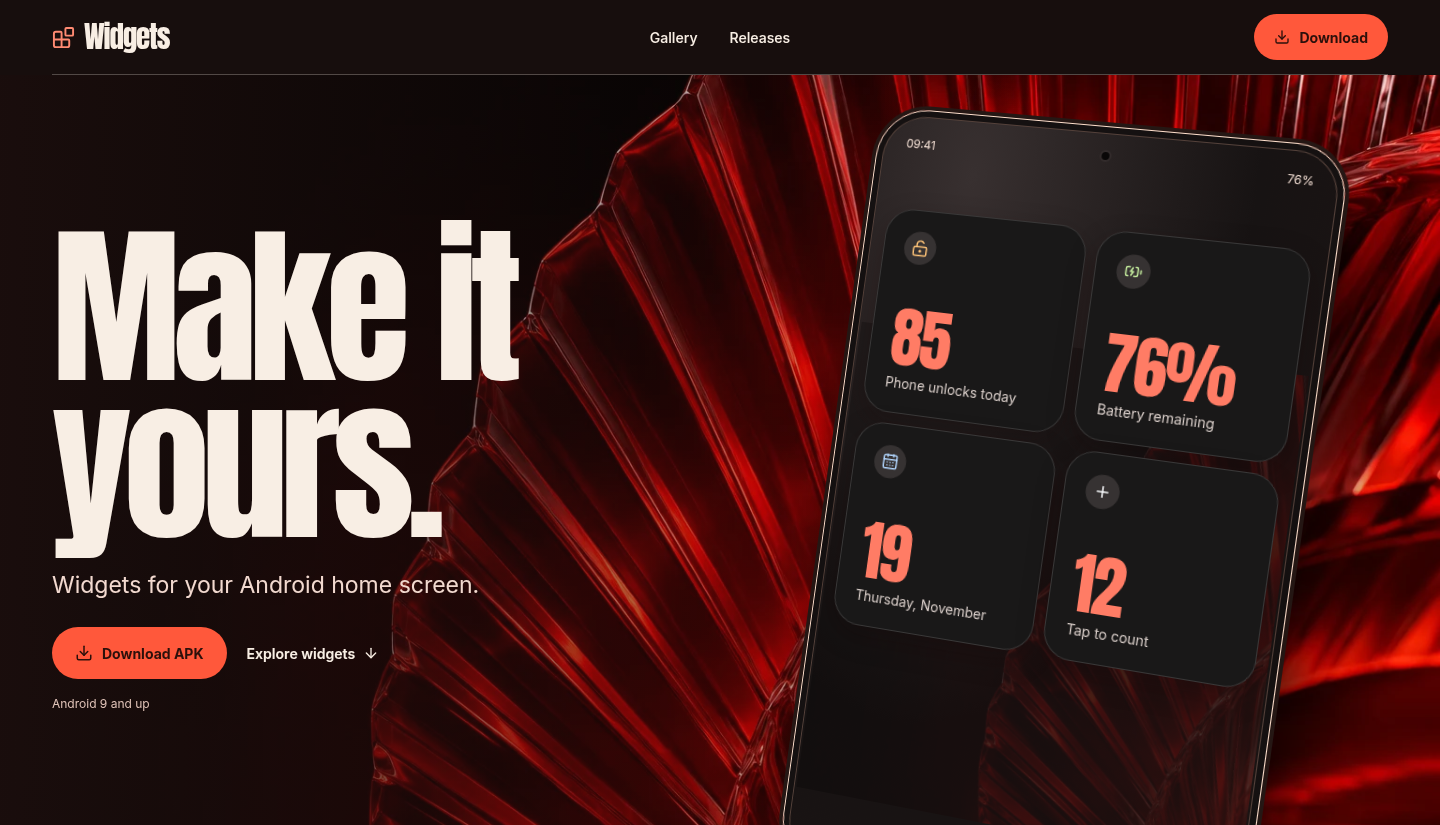 Widgets
Gallery
Releases
Download
Make it
yours.
Widgets for your Android home screen.
Download APK
Explore widgets
Android 9 and up
09:41
76%
85
Phone unlocks today
76%
Battery remaining
19
Thursday, November
12
Tap to count